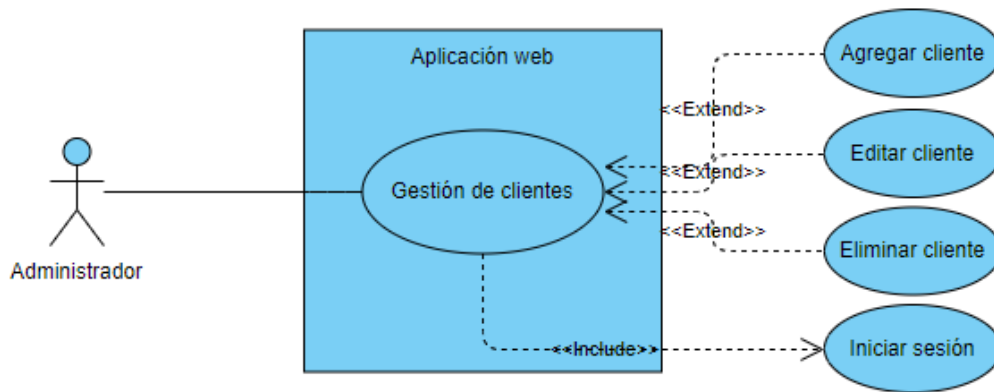 Aplicación web
Agregar cliente
<<Extend>>
Editar cliente
<<Extend>>
Gestión de clientes
<<Extend>>
Eliminar cliente
Administrador
<<Include>>
Iniciar sesión